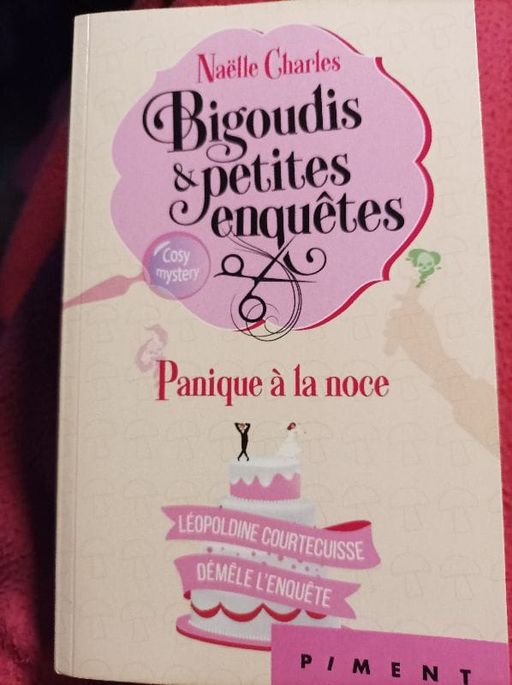 Naëlle Charles
Bigoudis
& petites
enquêtes
Cosy
mystery
Panique à la noce
LÉOPOLDINE COURTECUISSE
DÉMÊLE L'ENQUÊTE
PIMENT